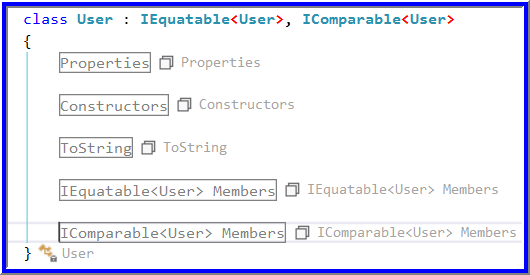 class User : IEquatable<User>, IComparable<User>
{
Properties Properties
Constructors Constructors
ToString ToString
IEquatable<User> Members IEquatable<User> Members
IComparable<User> Members IComparable<User> Members
} User